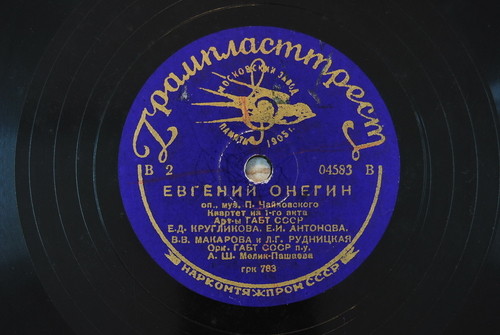 Грампласттрест
МОСКОВСКИЙ ЗАВОД
ПАМЯТИ 1905 г.
В 2 04583 В
ЕВГЕНИЙ ОНЕГИН
оп., муз. П. Чайковского
Квартет из 1-го акта
Арт-ы ГАБТ СССР
Е.Д. КРУГЛИКОВА, Е.И. АНТОНОВА,
В.В. МАКАРОВА и Л.Г. РУДНИЦКАЯ
Орк. ГАБТ СССР п/у.
А. Ш. Мелик-Пашаева
грк 783
НАРКОМТЯЖПРОМ СССР